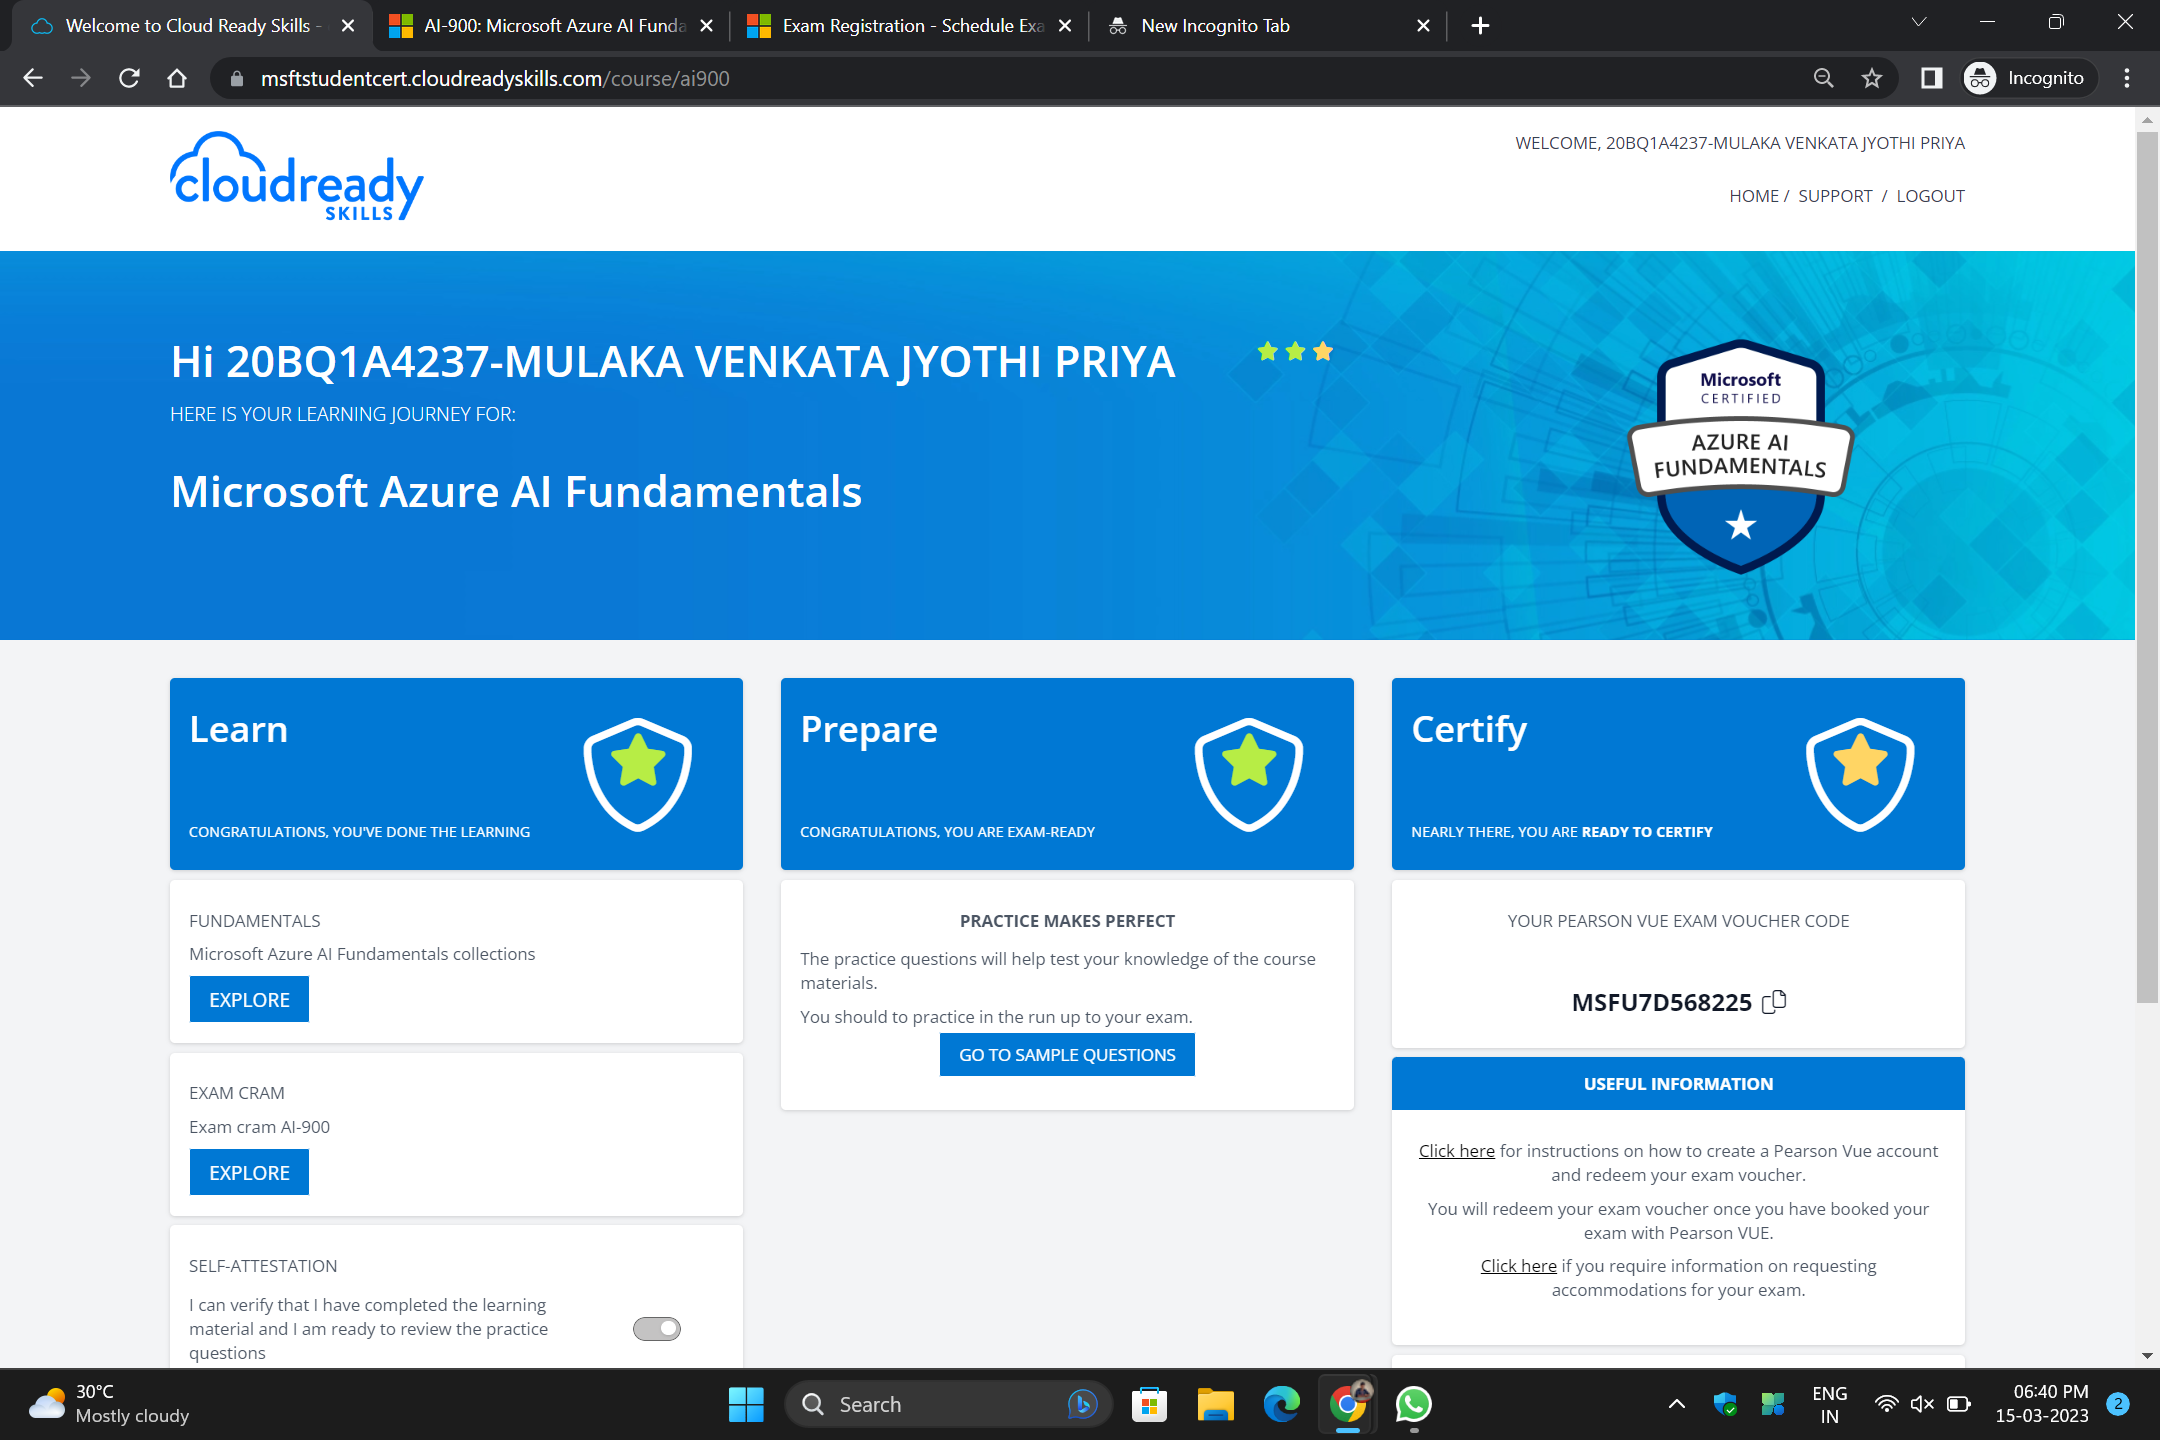 Welcome to Cloud Ready Skills -
AI-900: Microsoft Azure AI Funda
Exam Registration - Schedule Exa
New Incognito Tab
msftstudentcert.cloudreadyskills.com/course/ai900
Incognito
cloudready
SKILLS
WELCOME, 20BQ1A4237-MULAKA VENKATA JYOTHI PRIYA
HOME / SUPPORT / LOGOUT
Hi 20BQ1A4237-MULAKA VENKATA JYOTHI PRIYA
HERE IS YOUR LEARNING JOURNEY FOR:
Microsoft Azure AI Fundamentals
Microsoft
CERTIFIED
AZURE AI
FUNDAMENTALS
Learn
CONGRATULATIONS, YOU'VE DONE THE LEARNING
FUNDAMENTALS
Microsoft Azure AI Fundamentals collections
EXPLORE
EXAM CRAM
Exam cram AI-900
EXPLORE
SELF-ATTESTATION
I can verify that I have completed the learning
material and I am ready to review the practice
questions
Prepare
CONGRATULATIONS, YOU ARE EXAM-READY
PRACTICE MAKES PERFECT
The practice questions will help test your knowledge of the course
materials.
You should to practice in the run up to your exam.
GO TO SAMPLE QUESTIONS
Certify
NEARLY THERE, YOU ARE READY TO CERTIFY
YOUR PEARSON VUE EXAM VOUCHER CODE
MSFU7D568225
USEFUL INFORMATION
Click here for instructions on how to create a Pearson Vue account
and redeem your exam voucher.
You will redeem your exam voucher once you have booked your
exam with Pearson VUE.
Click here if you require information on requesting
accommodations for your exam.
30°C
Mostly cloudy
Search
ENG
IN
06:40 PM
15-03-2023
2